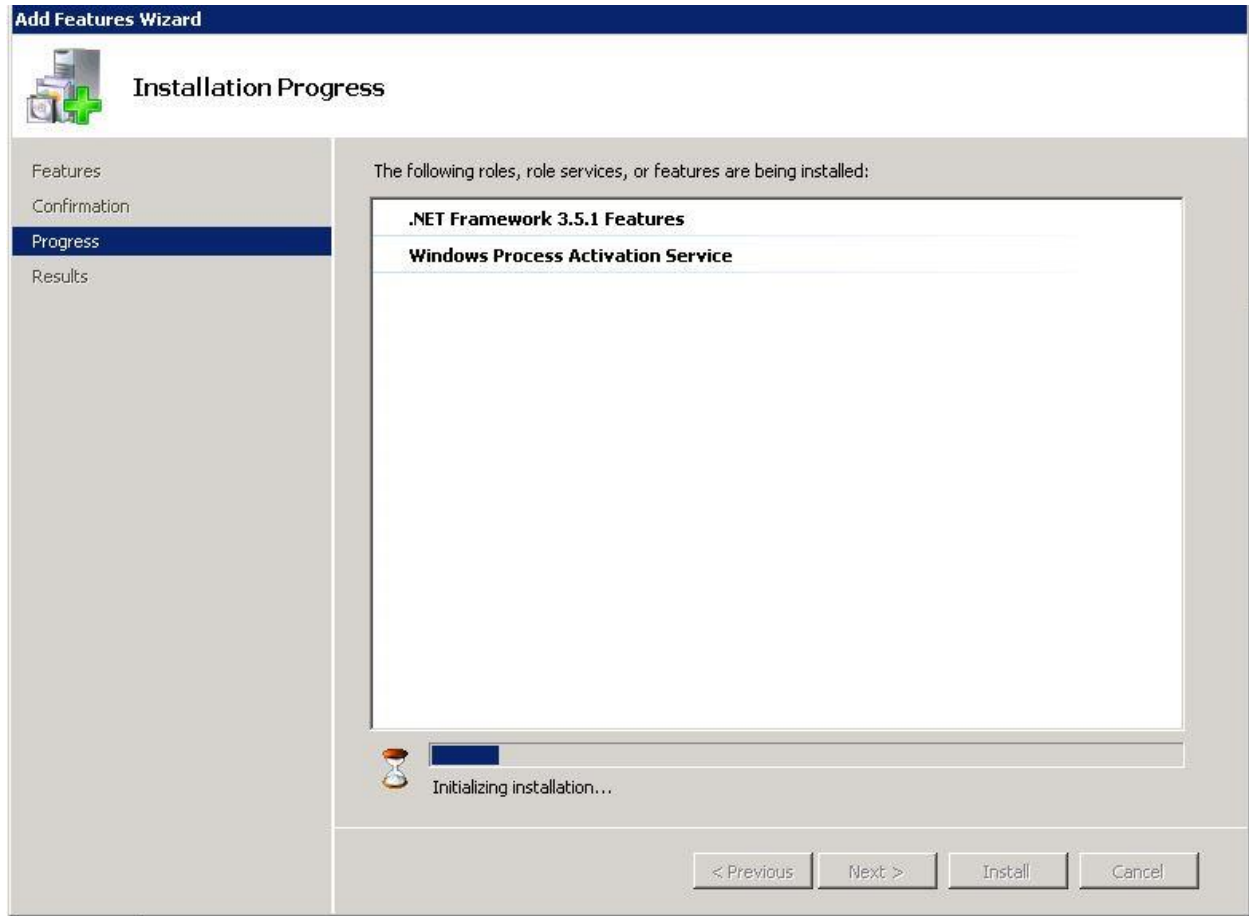 Add Features Wizard
Installation Progress
Features
Confirmation
Progress
Results
The following roles, role services, or features are being installed:
.NET Framework 3.5.1 Features
Windows Process Activation Service
Initializing installation...
< Previous
Next >
Install
Cancel